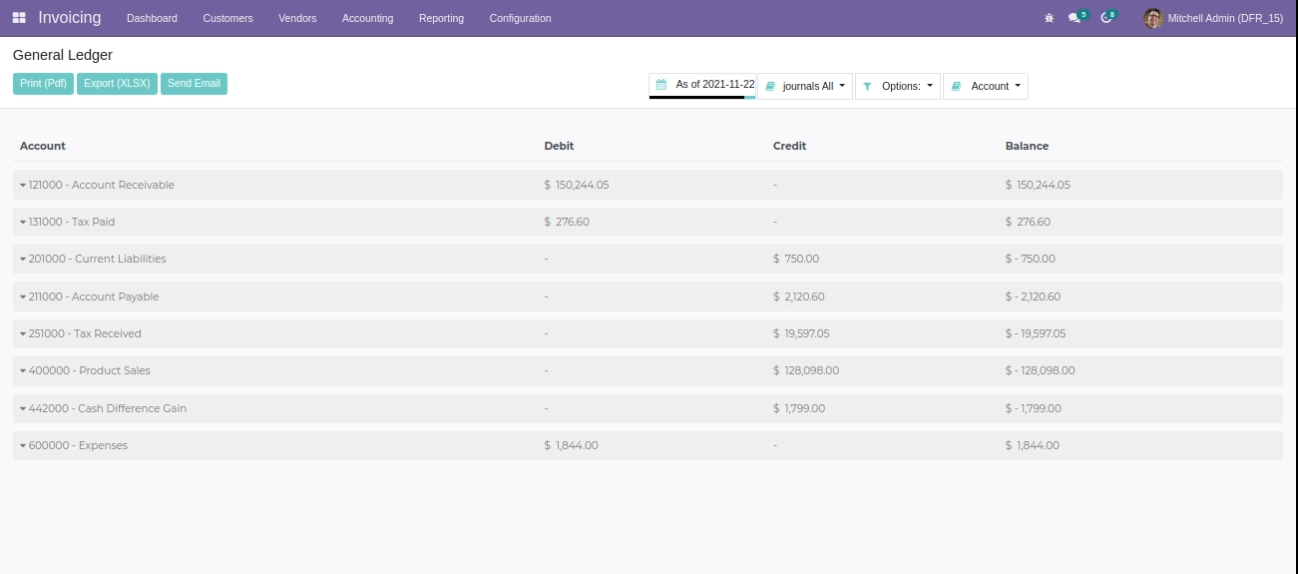 Invoicing Dashboard Customers Vendors Accounting Reporting Configuration 5 8 Mitchell Admin (DFR_15)
General Ledger
Print (Pdf) Export (XLSX) Send Email As of 2021-11-22 journals All Options: Account
Account Debit Credit Balance
121000 - Account Receivable $ 150,244.05 - $ 150,244.05
131000 - Tax Paid $ 276.60 - $ 276.60
201000 - Current Liabilities - $ 750.00 $ - 750.00
211000 - Account Payable - $ 2,120.60 $ - 2,120.60
251000 - Tax Received - $ 19,597.05 $ - 19,597.05
400000 - Product Sales - $ 128,098.00 $ - 128,098.00
442000 - Cash Difference Gain - $ 1,799.00 $ - 1,799.00
600000 - Expenses $ 1,844.00 - $ 1,844.00